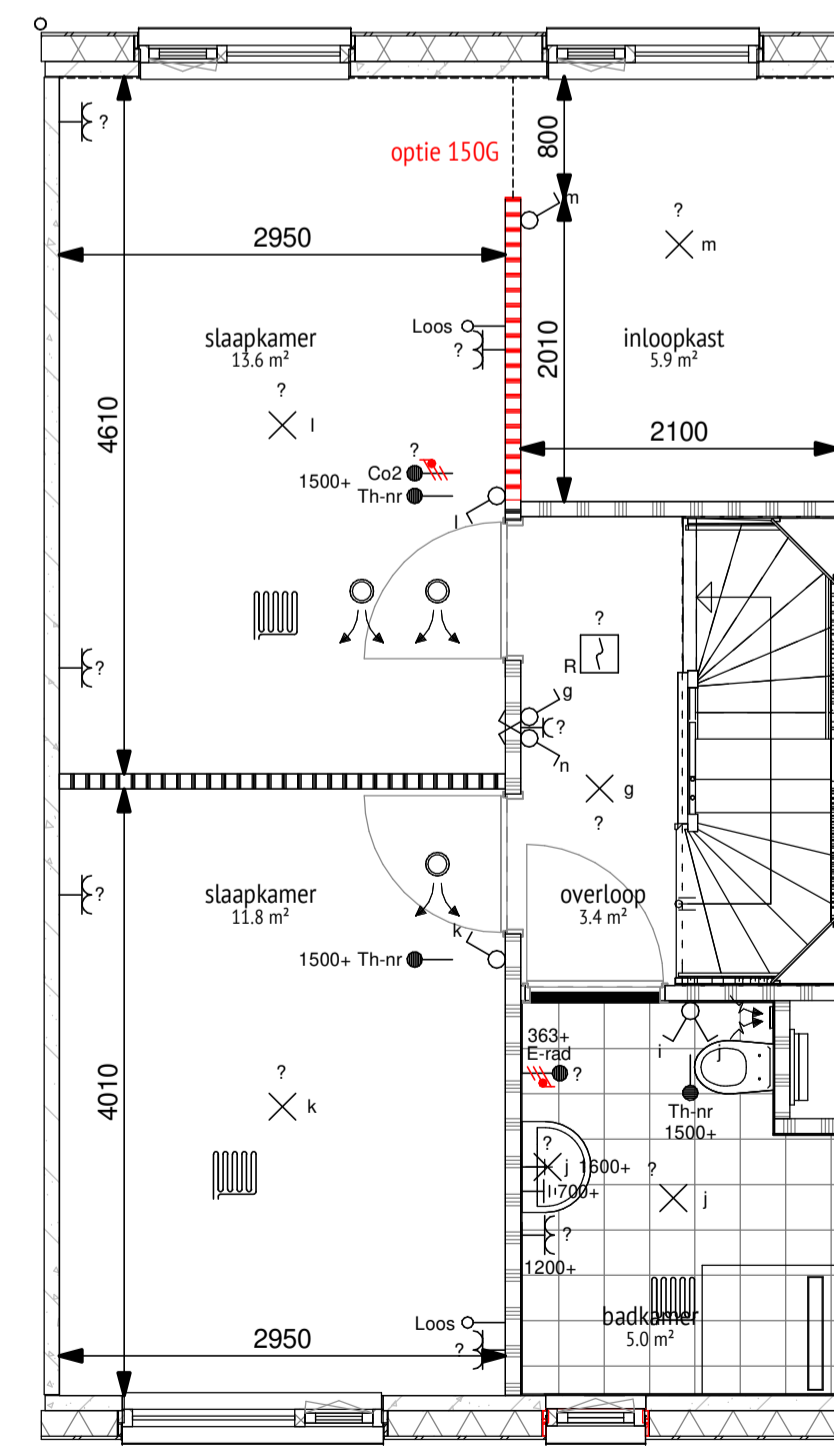 ?
optie 150G
800
m
?
m
2950
Loos
?
slaapkamer
13.6 m²
2010
inloopkast
5.9 m²
?
l
4610
2100
?
Co2
1500+
Th-nr
l
?
R
?
g
?
n
g
?
slaapkamer
11.8 m²
?
overloop
3.4 m²
k
1500+ Th-nr
i
j
363+
E-rad
?
Th-nr
1500+
4010
?
k
?
j 1600+
?
700+
j
?
1200+
badkamer
5.0 m²
Loos
?
2950